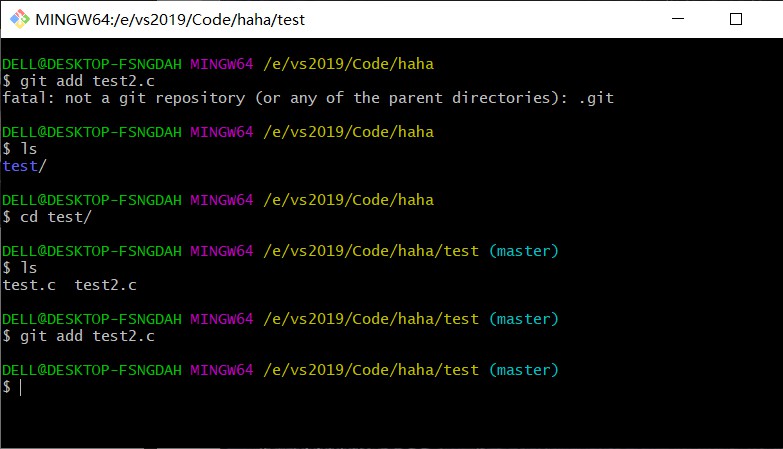 MINGW64:/e/vs2019/Code/haha/test
DELL@DESKTOP-FSNGDAH MINGW64 /e/vs2019/Code/haha
$ git add test2.c
fatal: not a git repository (or any of the parent directories): .git
DELL@DESKTOP-FSNGDAH MINGW64 /e/vs2019/Code/haha
$ ls
test/
DELL@DESKTOP-FSNGDAH MINGW64 /e/vs2019/Code/haha
$ cd test/
DELL@DESKTOP-FSNGDAH MINGW64 /e/vs2019/Code/haha/test (master)
$ ls
test.c  test2.c
DELL@DESKTOP-FSNGDAH MINGW64 /e/vs2019/Code/haha/test (master)
$ git add test2.c
DELL@DESKTOP-FSNGDAH MINGW64 /e/vs2019/Code/haha/test (master)
$